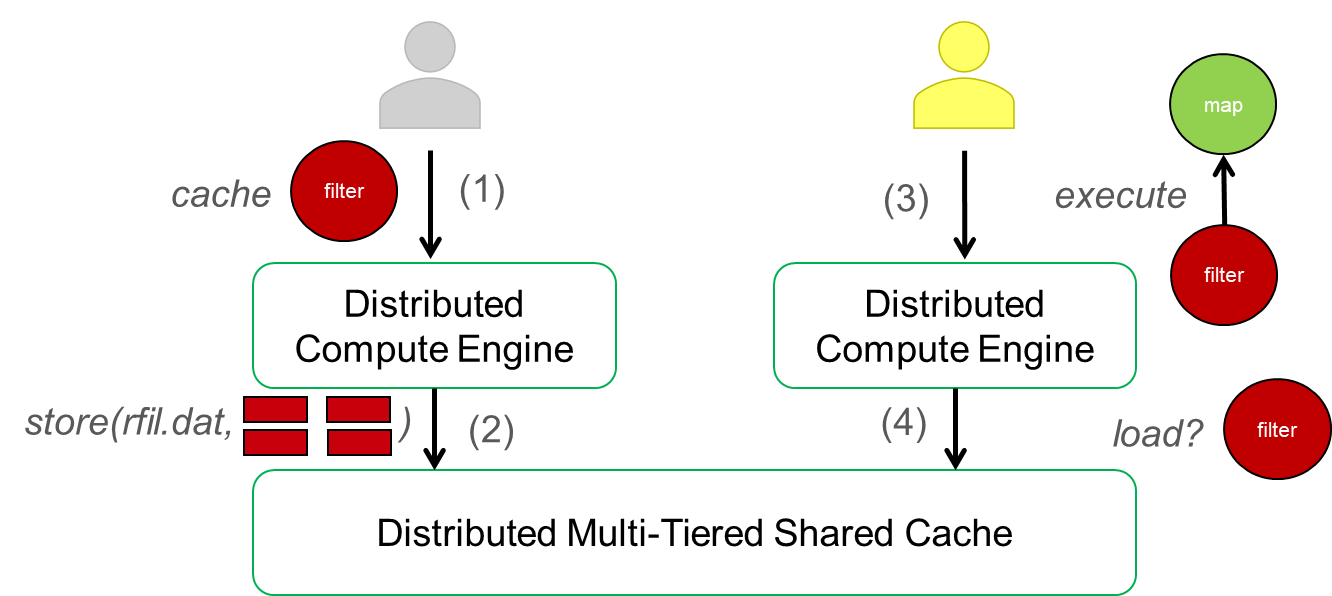 map
cache
filter
(1)
(3)
execute
filter
Distributed
Compute Engine
Distributed
Compute Engine
store(rfil.dat, )
(2)
(4)
load?
filter
Distributed Multi-Tiered Shared Cache